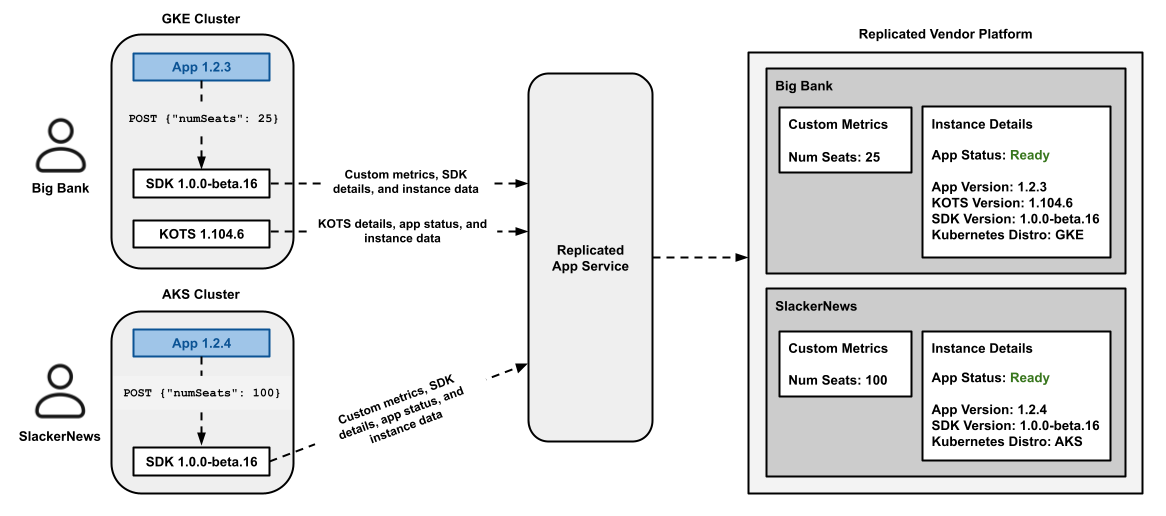 GKE Cluster
App 1.2.3
POST {"numSeats": 25}
SDK 1.0.0-beta.16
KOTS 1.104.6
Big Bank
Custom metrics, SDK
details, and instance data
KOTS details, app status, and
instance data
AKS Cluster
App 1.2.4
POST {"numSeats": 100}
SDK 1.0.0-beta.16
SlackerNews
Custom metrics, SDK
details, app status, and
instance data
Replicated
App Service
Replicated Vendor Platform
Big Bank
Custom Metrics
Num Seats: 25
Instance Details
App Status: Ready
App Version: 1.2.3
KOTS Version: 1.104.6
SDK Version: 1.0.0-beta.16
Kubernetes Distro: GKE
SlackerNews
Custom Metrics
Num Seats: 100
Instance Details
App Status: Ready
App Version: 1.2.4
SDK Version: 1.0.0-beta.16
Kubernetes Distro: AKS